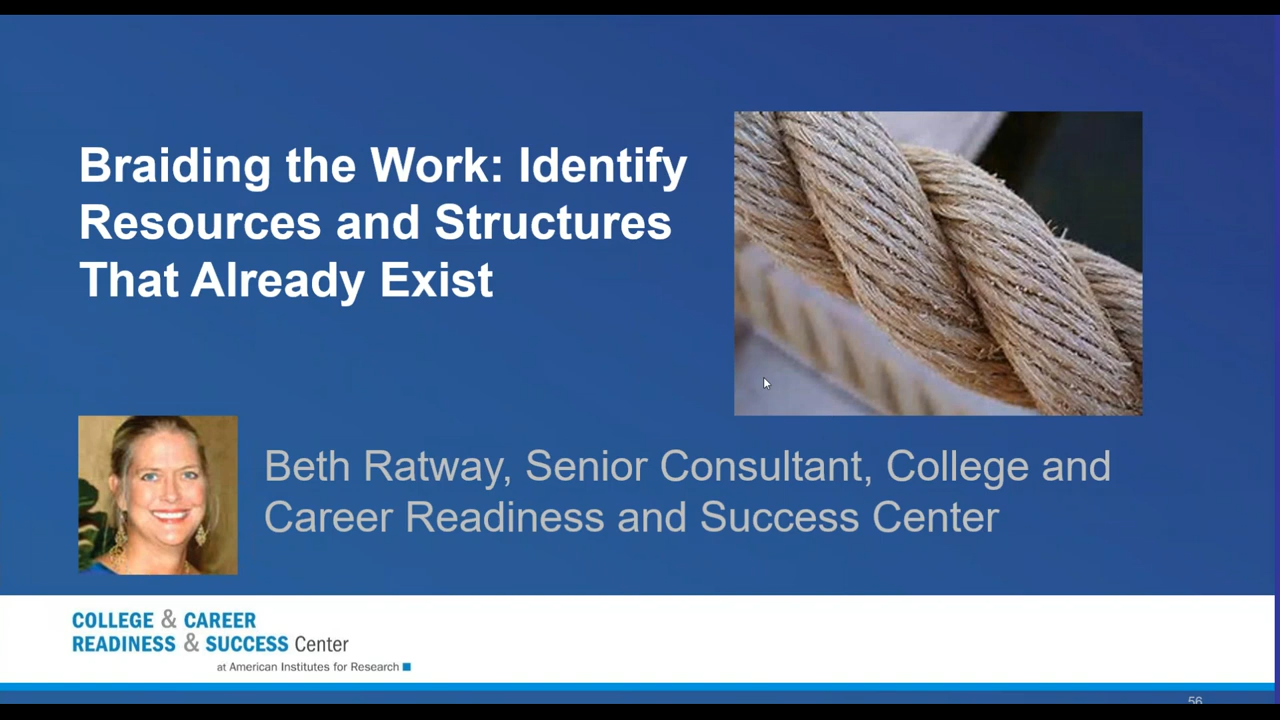 Braiding the Work: Identify
Resources and Structures
That Already Exist
Beth Ratway, Senior Consultant, College and
Career Readiness and Success Center
COLLEGE & CAREER
READINESS & SUCCESS Center
at American Institutes for Research
56